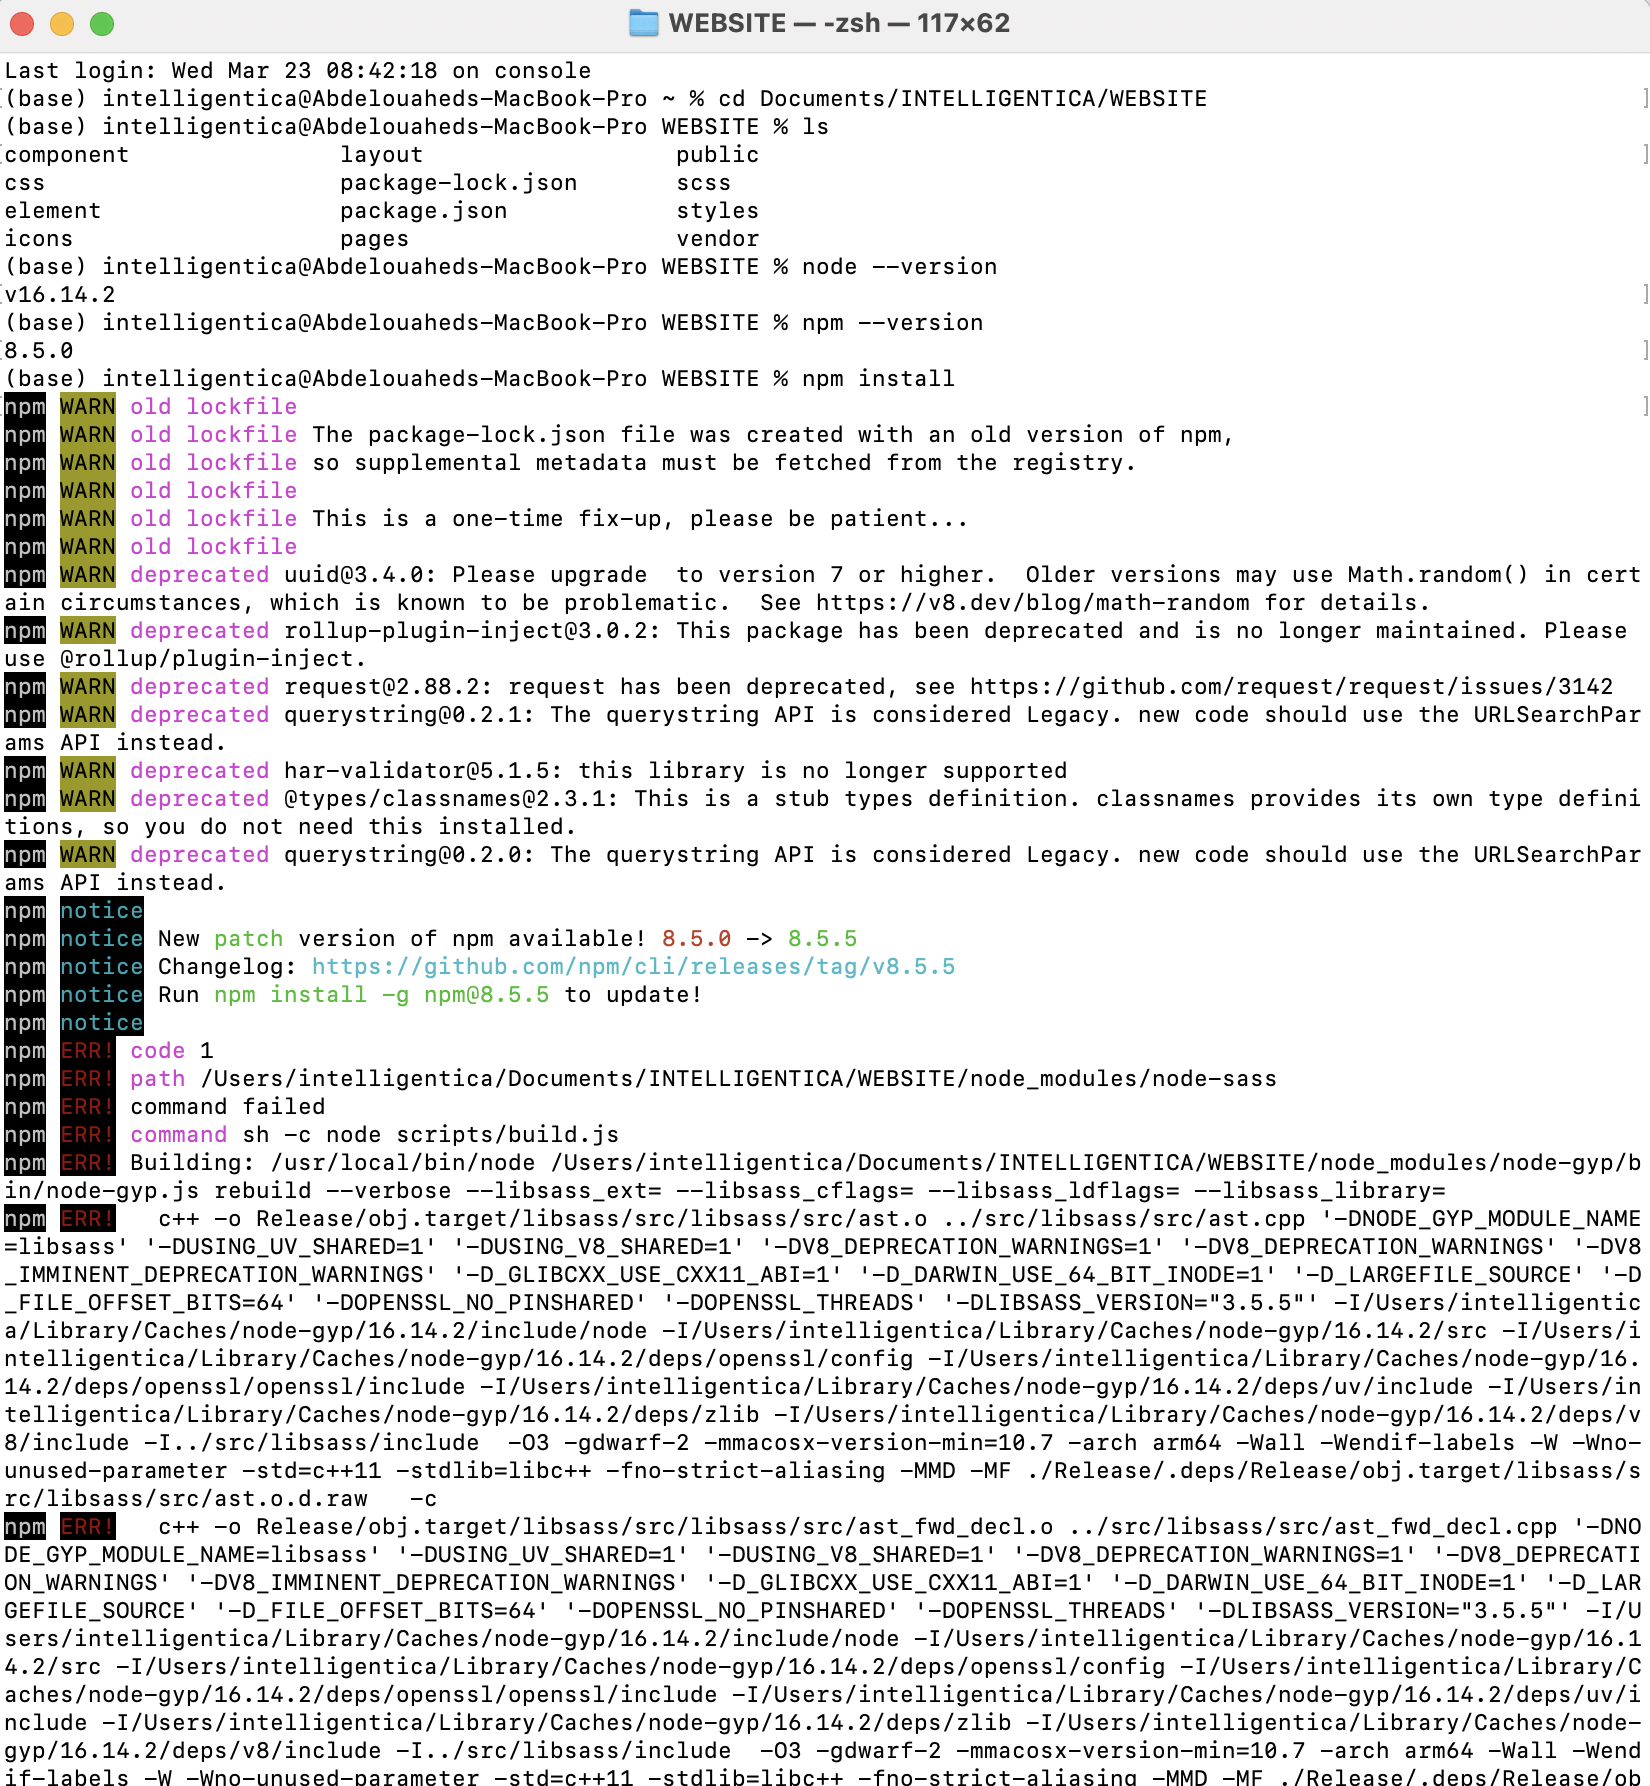 WEBSITE — -zsh — 117×62
Last login: Wed Mar 23 08:42:18 on console
(base) intelligentica@Abdelouaheds-MacBook-Pro ~ % cd Documents/INTELLIGENTICA/WEBSITE
(base) intelligentica@Abdelouaheds-MacBook-Pro WEBSITE % ls
component layout public
css package-lock.json scss
element package.json styles
icons pages vendor
(base) intelligentica@Abdelouaheds-MacBook-Pro WEBSITE % node --version
v16.14.2
(base) intelligentica@Abdelouaheds-MacBook-Pro WEBSITE % npm --version
8.5.0
(base) intelligentica@Abdelouaheds-MacBook-Pro WEBSITE % npm install
npm WARN old lockfile
npm WARN old lockfile The package-lock.json file was created with an old version of npm,
npm WARN old lockfile so supplemental metadata must be fetched from the registry.
npm WARN old lockfile
npm WARN old lockfile This is a one-time fix-up, please be patient...
npm WARN old lockfile
npm WARN deprecated uuid@3.4.0: Please upgrade  to version 7 or higher.  Older versions may use Math.random() in cert
ain circumstances, which is known to be problematic.  See https://v8.dev/blog/math-random for details.
npm WARN deprecated rollup-plugin-inject@3.0.2: This package has been deprecated and is no longer maintained. Please
use @rollup/plugin-inject.
npm WARN deprecated request@2.88.2: request has been deprecated, see https://github.com/request/request/issues/3142
npm WARN deprecated querystring@0.2.1: The querystring API is considered Legacy. new code should use the URLSearchPar
ams API instead.
npm WARN deprecated har-validator@5.1.5: this library is no longer supported
npm WARN deprecated @types/classnames@2.3.1: This is a stub types definition. classnames provides its own type defini
tions, so you do not need this installed.
npm WARN deprecated querystring@0.2.0: The querystring API is considered Legacy. new code should use the URLSearchPar
ams API instead.
npm notice
npm notice New patch version of npm available! 8.5.0 -> 8.5.5
npm notice Changelog: https://github.com/npm/cli/releases/tag/v8.5.5
npm notice Run npm install -g npm@8.5.5 to update!
npm notice
npm ERR! code 1
npm ERR! path /Users/intelligentica/Documents/INTELLIGENTICA/WEBSITE/node_modules/node-sass
npm ERR! command failed
npm ERR! command sh -c node scripts/build.js
npm ERR! Building: /usr/local/bin/node /Users/intelligentica/Documents/INTELLIGENTICA/WEBSITE/node_modules/node-gyp/b
in/node-gyp.js rebuild --verbose --libsass_ext= --libsass_cflags= --libsass_ldflags= --libsass_library=
npm ERR!   c++ -o Release/obj.target/libsass/src/libsass/src/ast.o ../src/libsass/src/ast.cpp '-DNODE_GYP_MODULE_NAME
=libsass' '-DUSING_UV_SHARED=1' '-DUSING_V8_SHARED=1' '-DV8_DEPRECATION_WARNINGS=1' '-DV8_DEPRECATION_WARNINGS' '-DV8
_IMMINENT_DEPRECATION_WARNINGS' '-D_GLIBCXX_USE_CXX11_ABI=1' '-D_DARWIN_USE_64_BIT_INODE=1' '-D_LARGEFILE_SOURCE' '-D
_FILE_OFFSET_BITS=64' '-DOPENSSL_NO_PINSHARED' '-DOPENSSL_THREADS' '-DLIBSASS_VERSION="3.5.5"' -I/Users/intelligentic
a/Library/Caches/node-gyp/16.14.2/include/node -I/Users/intelligentica/Library/Caches/node-gyp/16.14.2/src -I/Users/i
ntelligentica/Library/Caches/node-gyp/16.14.2/deps/openssl/config -I/Users/intelligentica/Library/Caches/node-gyp/16.
14.2/deps/openssl/openssl/include -I/Users/intelligentica/Library/Caches/node-gyp/16.14.2/deps/uv/include -I/Users/in
telligentica/Library/Caches/node-gyp/16.14.2/deps/zlib -I/Users/intelligentica/Library/Caches/node-gyp/16.14.2/deps/v
8/include -I../src/libsass/include  -O3 -gdwarf-2 -mmacosx-version-min=10.7 -arch arm64 -Wall -Wendif-labels -W -Wno-
unused-parameter -std=c++11 -stdlib=libc++ -fno-strict-aliasing -MMD -MF ./Release/.deps/Release/obj.target/libsass/s
rc/libsass/src/ast.o.d.raw   -c
npm ERR!   c++ -o Release/obj.target/libsass/src/libsass/src/ast_fwd_decl.o ../src/libsass/src/ast_fwd_decl.cpp '-DNO
DE_GYP_MODULE_NAME=libsass' '-DUSING_UV_SHARED=1' '-DUSING_V8_SHARED=1' '-DV8_DEPRECATION_WARNINGS=1' '-DV8_DEPRECATI
ON_WARNINGS' '-DV8_IMMINENT_DEPRECATION_WARNINGS' '-D_GLIBCXX_USE_CXX11_ABI=1' '-D_DARWIN_USE_64_BIT_INODE=1' '-D_LAR
GEFILE_SOURCE' '-D_FILE_OFFSET_BITS=64' '-DOPENSSL_NO_PINSHARED' '-DOPENSSL_THREADS' '-DLIBSASS_VERSION="3.5.5"' -I/U
sers/intelligentica/Library/Caches/node-gyp/16.14.2/include/node -I/Users/intelligentica/Library/Caches/node-gyp/16.1
4.2/src -I/Users/intelligentica/Library/Caches/node-gyp/16.14.2/deps/openssl/config -I/Users/intelligentica/Library/C
aches/node-gyp/16.14.2/deps/openssl/openssl/include -I/Users/intelligentica/Library/Caches/node-gyp/16.14.2/deps/uv/i
nclude -I/Users/intelligentica/Library/Caches/node-gyp/16.14.2/deps/zlib -I/Users/intelligentica/Library/Caches/node-
gyp/16.14.2/deps/v8/include -I../src/libsass/include  -O3 -gdwarf-2 -mmacosx-version-min=10.7 -arch arm64 -Wall -Wend
if-labels -W -Wno-unused-parameter -std=c++11 -stdlib=libc++ -fno-strict-aliasing -MMD -MF ./Release/.deps/Release/ob